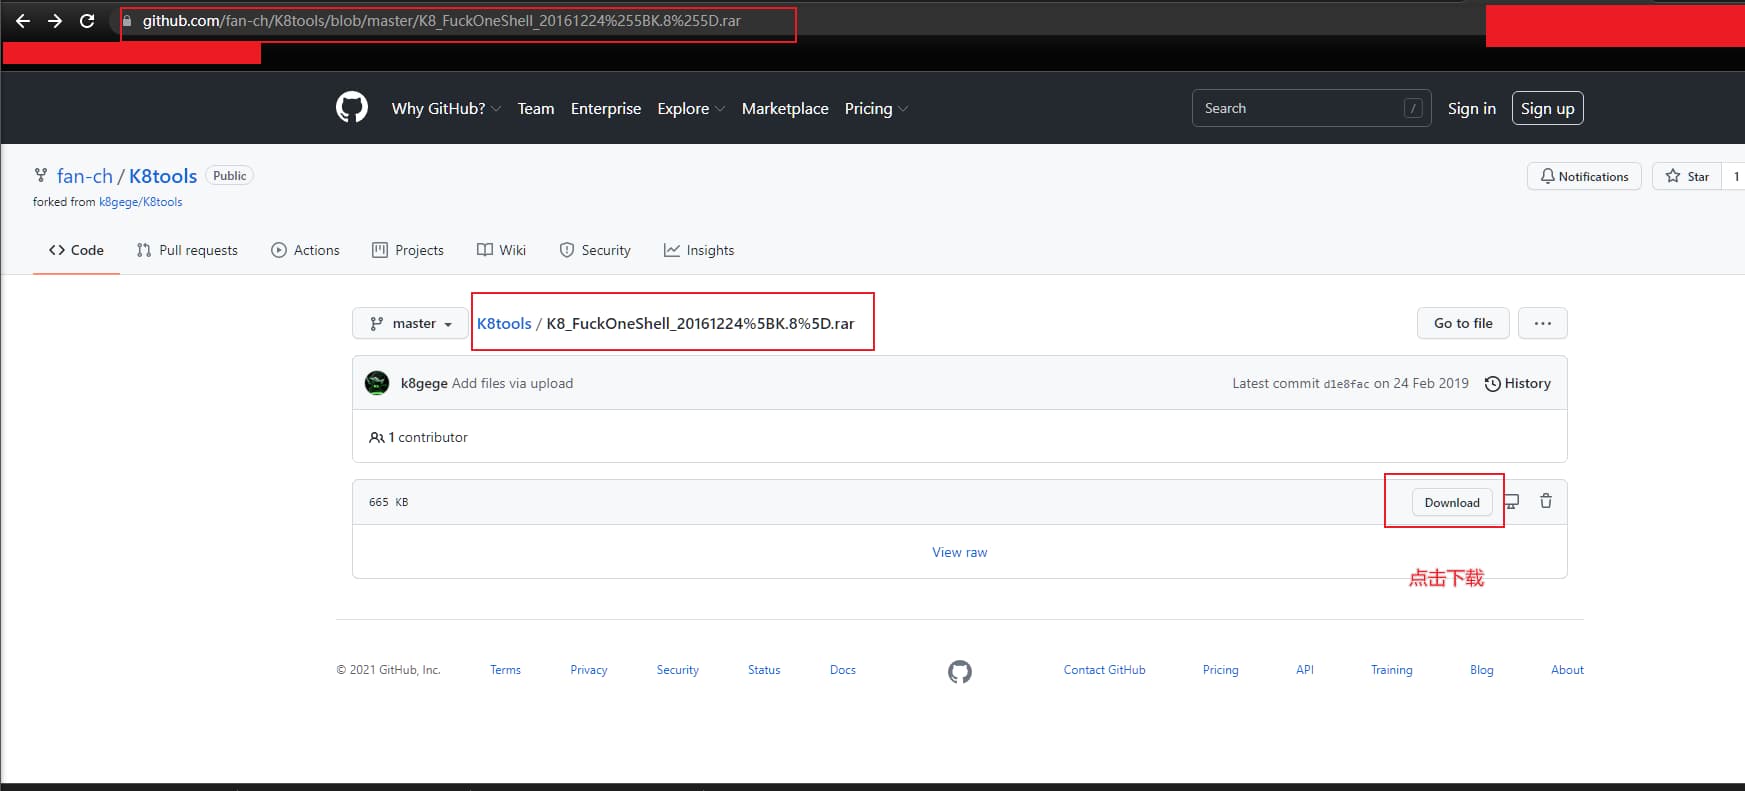 github.com/fan-ch/K8tools/blob/master/K8_FuckOneShell_20161224%255BK.8%255D.rar
Why GitHub? Team Enterprise Explore Marketplace Pricing Search / Sign in Sign up
fan-ch / K8tools Public Notifications Star 1
forked from k8gege/K8tools
Code Pull requests Actions Projects Wiki Security Insights
master K8tools / K8_FuckOneShell_20161224%5BK.8%5D.rar Go to file ...
k8gege Add files via upload Latest commit d1e8fac on 24 Feb 2019 History
1 contributor
665 KB Download
View raw
点击下载
© 2021 GitHub, Inc. Terms Privacy Security Status Docs Contact GitHub Pricing API Training Blog About